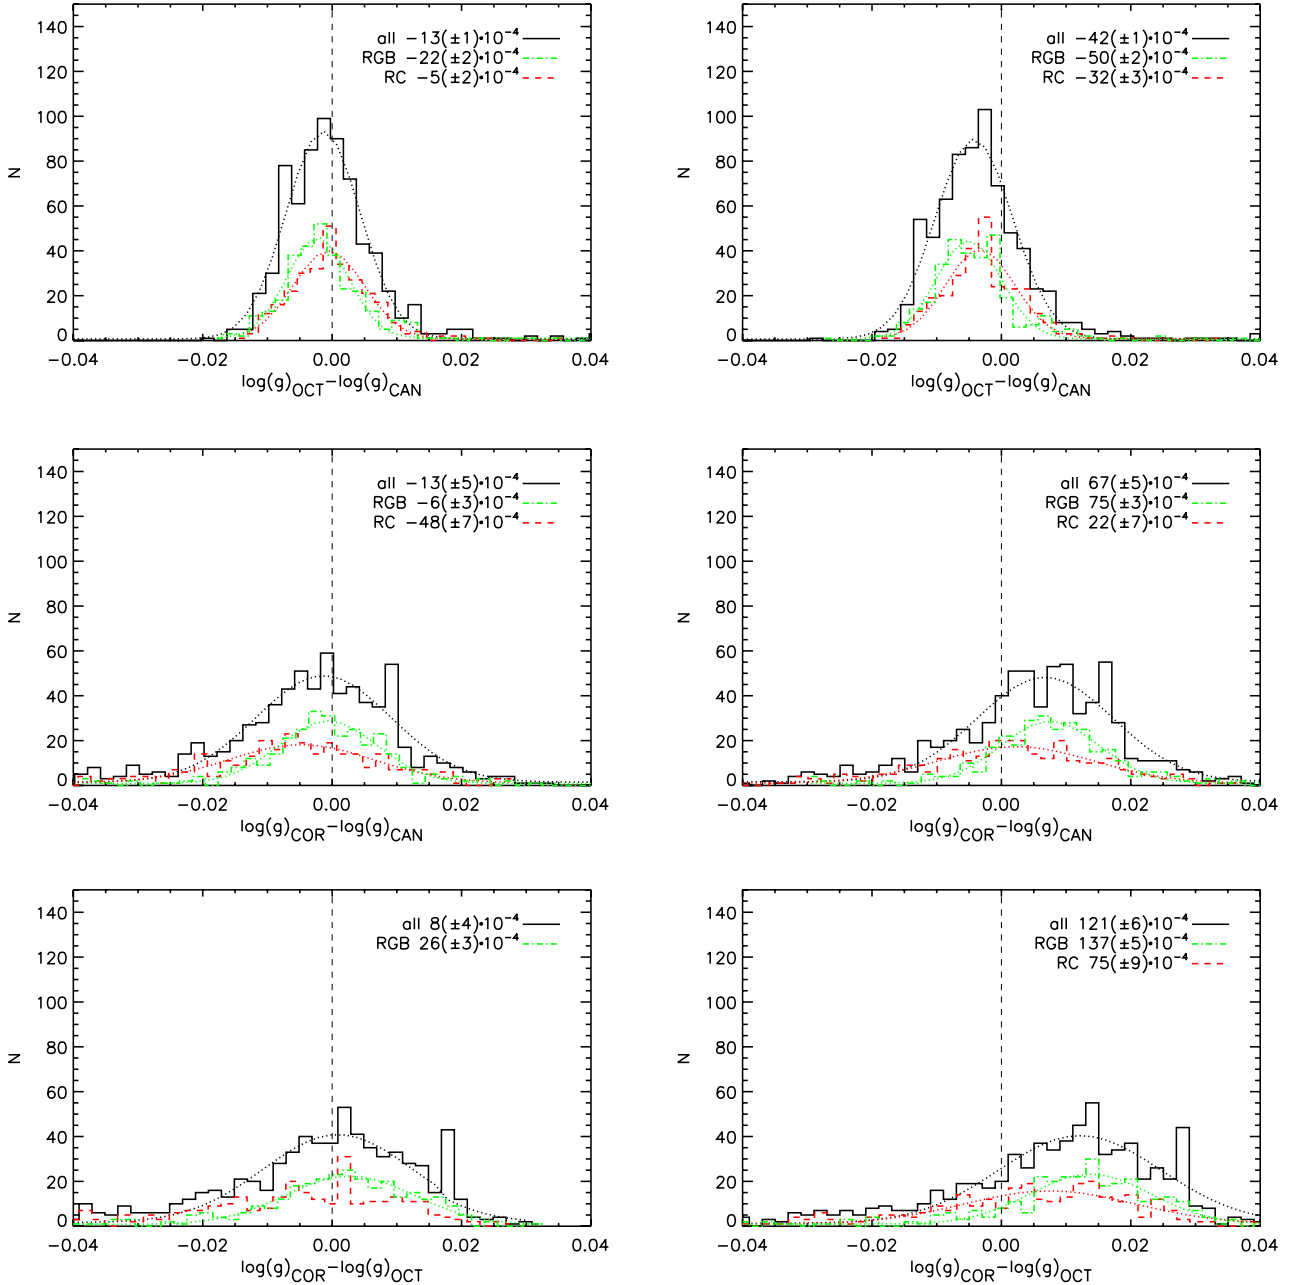 all −13(±1)•10⁻⁴
RGB −22(±2)•10⁻⁴
RC −5(±2)•10⁻⁴
140
120
100
80
60
40
20
0
N
−0.04 −0.02 0.00 0.02 0.04
log(g)OCT−log(g)CAN
all −42(±1)•10⁻⁴
RGB −50(±2)•10⁻⁴
RC −32(±3)•10⁻⁴
140
120
100
80
60
40
20
0
N
−0.04 −0.02 0.00 0.02 0.04
log(g)OCT−log(g)CAN
all −13(±5)•10⁻⁴
RGB −6(±3)•10⁻⁴
RC −48(±7)•10⁻⁴
140
120
100
80
60
40
20
0
N
−0.04 −0.02 0.00 0.02 0.04
log(g)COR−log(g)CAN
all 67(±5)•10⁻⁴
RGB 75(±3)•10⁻⁴
RC 22(±7)•10⁻⁴
140
120
100
80
60
40
20
0
N
−0.04 −0.02 0.00 0.02 0.04
log(g)COR−log(g)CAN
all 8(±4)•10⁻⁴
RGB 26(±3)•10⁻⁴
140
120
100
80
60
40
20
0
N
−0.04 −0.02 0.00 0.02 0.04
log(g)COR−log(g)OCT
all 121(±6)•10⁻⁴
RGB 137(±5)•10⁻⁴
RC 75(±9)•10⁻⁴
140
120
100
80
60
40
20
0
N
−0.04 −0.02 0.00 0.02 0.04
log(g)COR−log(g)OCT